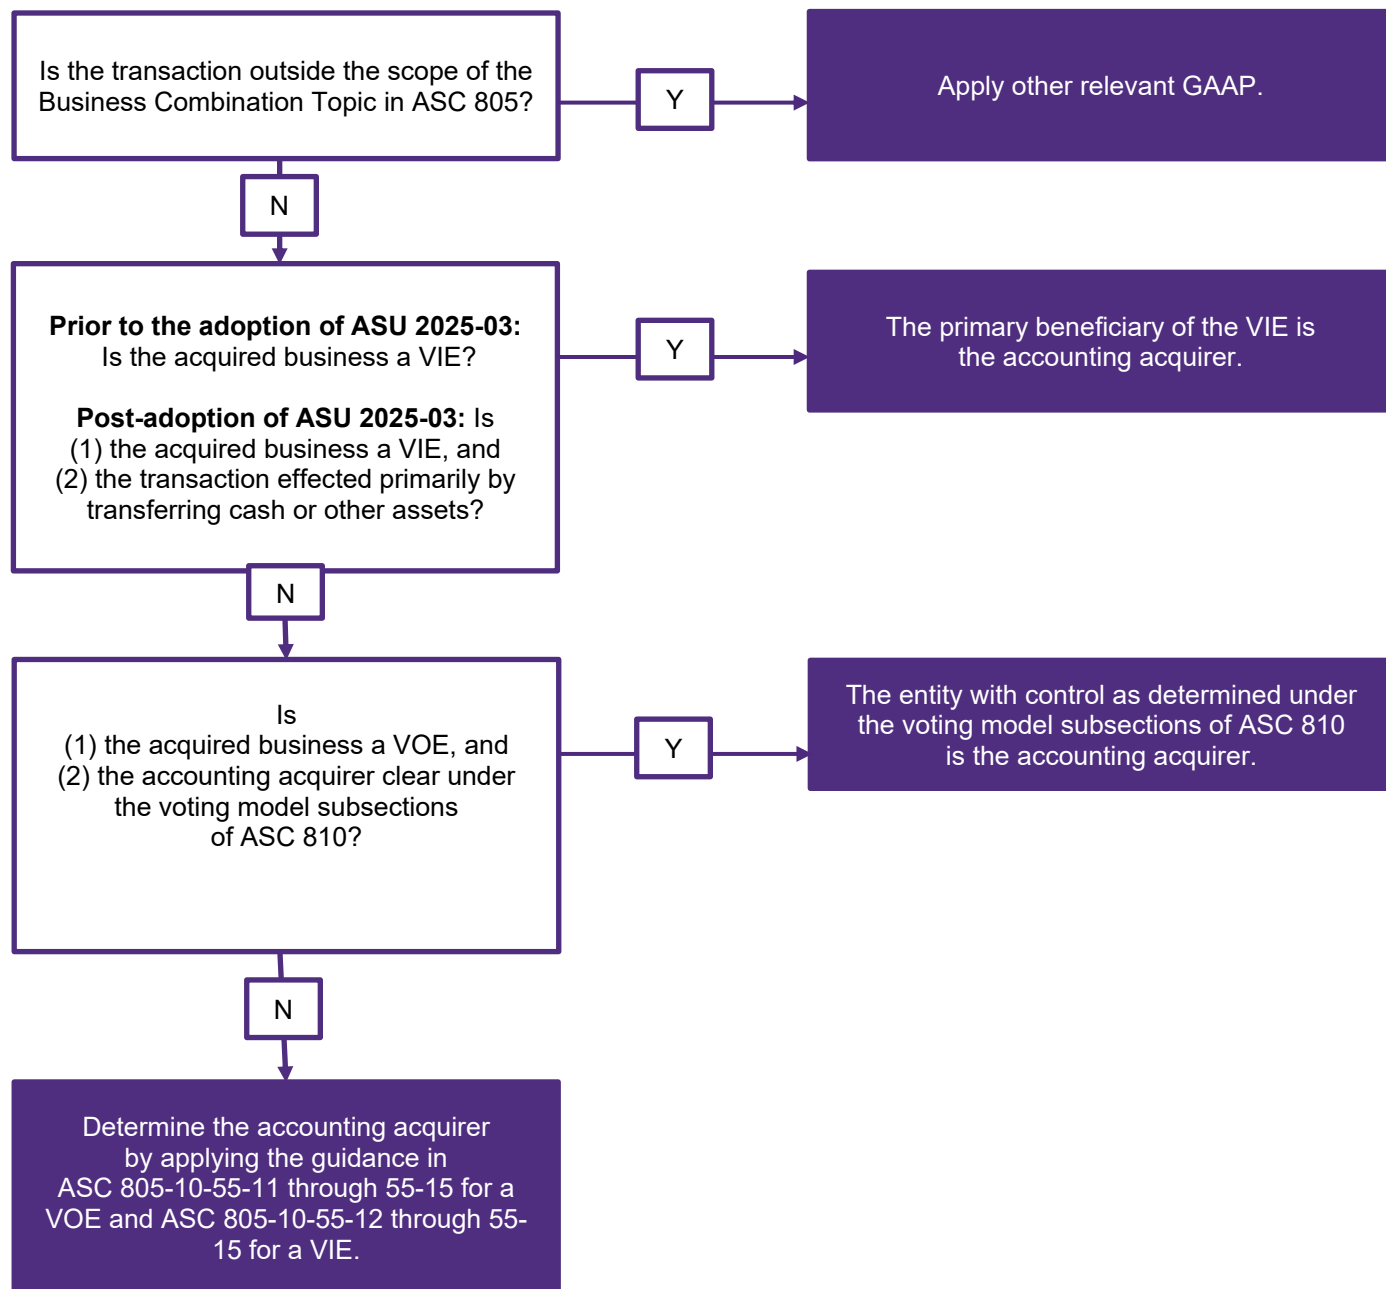 Is the transaction outside the scope of the
Business Combination Topic in ASC 805?
Y
Apply other relevant GAAP.
N
Prior to the adoption of ASU 2025-03:
Is the acquired business a VIE?
Post-adoption of ASU 2025-03: Is
(1) the acquired business a VIE, and
(2) the transaction effected primarily by
transferring cash or other assets?
Y
The primary beneficiary of the VIE is
the accounting acquirer.
N
Is
(1) the acquired business a VOE, and
(2) the accounting acquirer clear under
the voting model subsections
of ASC 810?
Y
The entity with control as determined under
the voting model subsections of ASC 810
is the accounting acquirer.
N
Determine the accounting acquirer
by applying the guidance in
ASC 805-10-55-11 through 55-15 for a
VOE and ASC 805-10-55-12 through 55-
15 for a VIE.